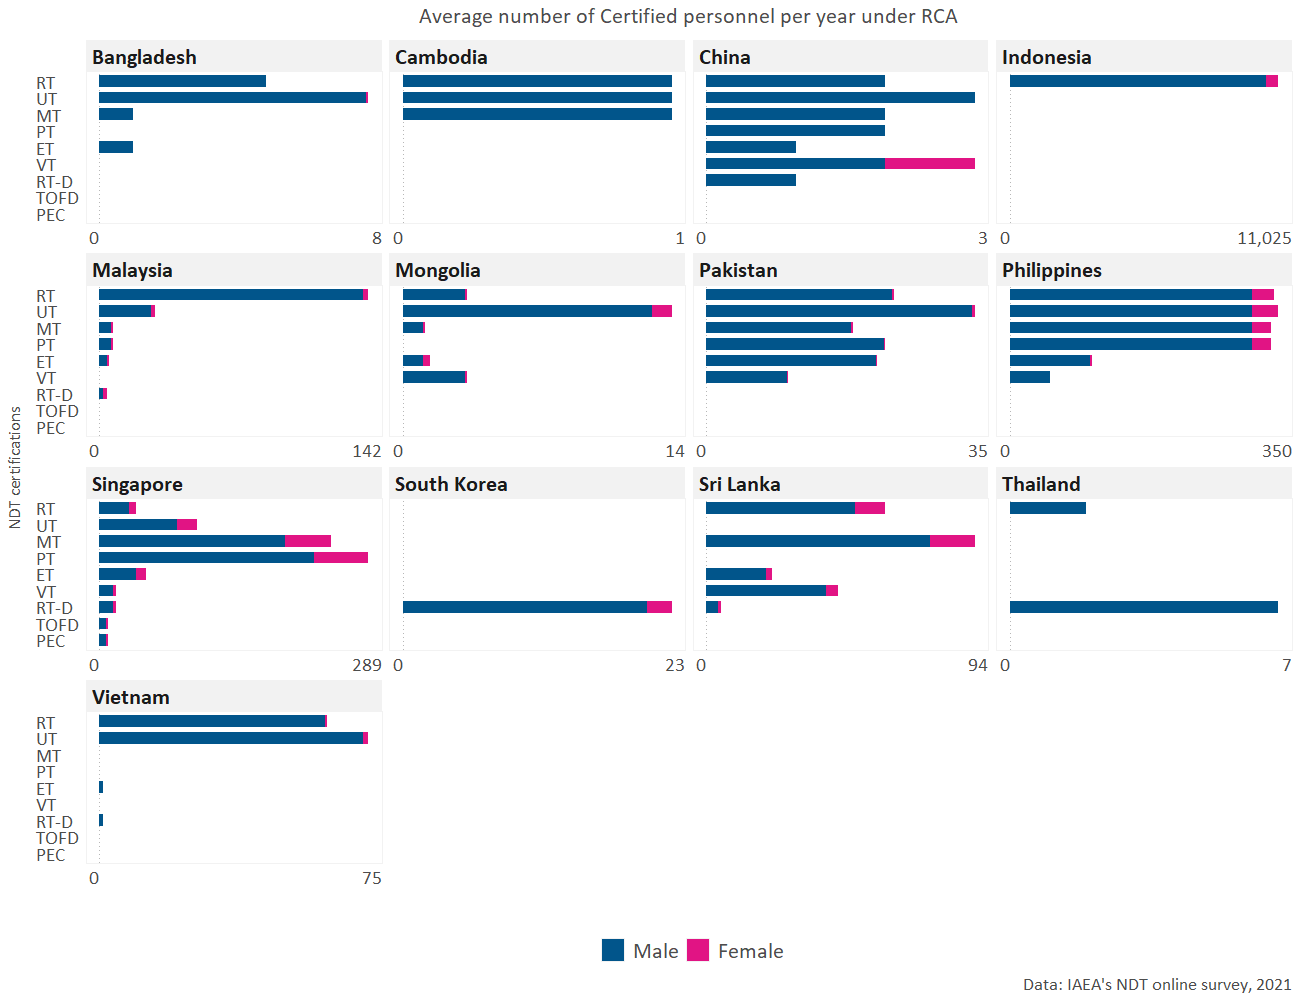 Average number of Certified personnel per year under RCA
NDT certifications
Bangladesh Cambodia China Indonesia
RT
UT
MT
PT
ET
VT
RT-D
TOFD
PEC
0 8 0 1 0 3 0 11,025
Malaysia Mongolia Pakistan Philippines
RT
UT
MT
PT
ET
VT
RT-D
TOFD
PEC
0 142 0 14 0 35 0 350
Singapore South Korea Sri Lanka Thailand
RT
UT
MT
PT
ET
VT
RT-D
TOFD
PEC
0 289 0 23 0 94 0 7
Vietnam
RT
UT
MT
PT
ET
VT
RT-D
TOFD
PEC
0 75
Male Female
Data: IAEA's NDT online survey, 2021